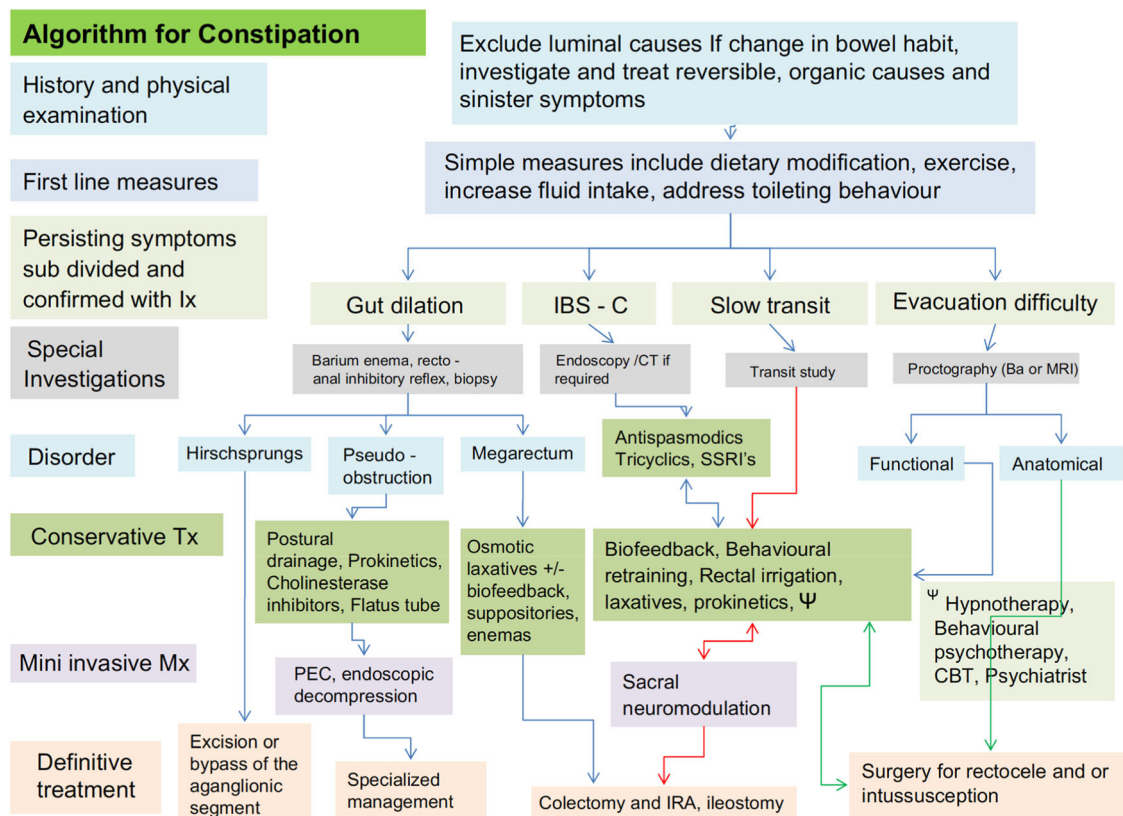 Algorithm for Constipation
Exclude luminal causes If change in bowel habit,
investigate and treat reversible, organic causes and
sinister symptoms
History and physical
examination
Simple measures include dietary modification, exercise,
increase fluid intake, address toileting behaviour
First line measures
Persisting symptoms
sub divided and
confirmed with Ix
Gut dilation
IBS - C
Slow transit
Evacuation difficulty
Special
Investigations
Barium enema, recto -
anal inhibitory reflex, biopsy
Endoscopy /CT if
required
Transit study
Proctography (Ba or MRI)
Disorder
Hirschsprungs
Pseudo -
obstruction
Megarectum
Antispasmodics
Tricyclics, SSRI's
Functional
Anatomical
Conservative Tx
Postural
drainage, Prokinetics,
Cholinesterase
inhibitors, Flatus tube
Osmotic
laxatives +/-
biofeedback,
suppositories,
enemas
Biofeedback, Behavioural
retraining, Rectal irrigation,
laxatives, prokinetics, Ψ
Ψ Hypnotherapy,
Behavioural
psychotherapy,
CBT, Psychiatrist
Mini invasive Mx
PEC, endoscopic
decompression
Sacral
neuromodulation
Definitive
treatment
Excision or
bypass of the
aganglionic
segment
Specialized
management
Colectomy and IRA, ileostomy
Surgery for rectocele and or
intussusception